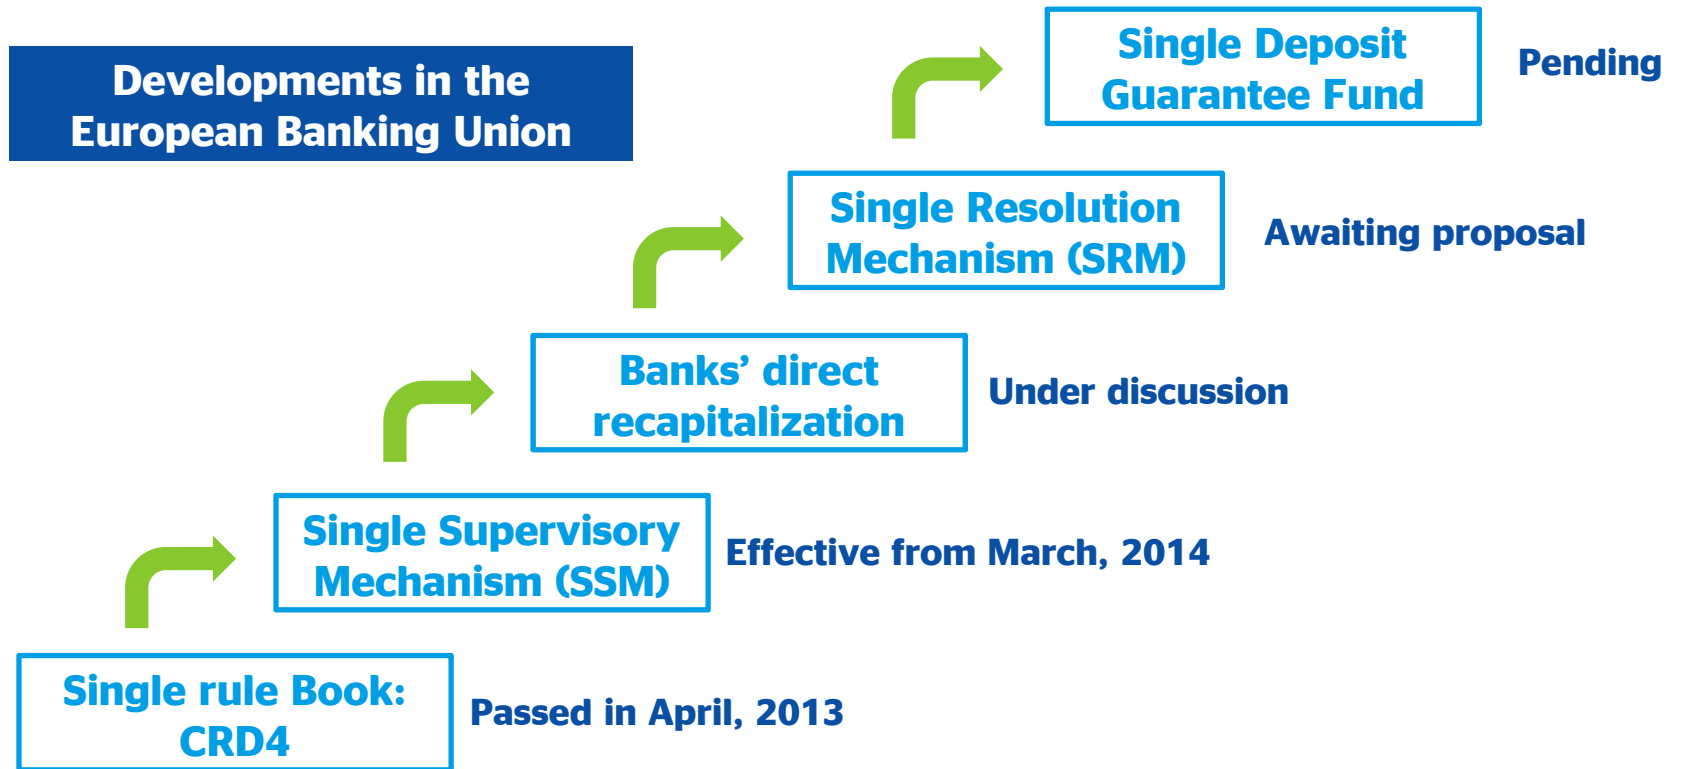 Developments in the
European Banking Union
Single Deposit
Guarantee Fund
Pending
Single Resolution
Mechanism (SRM)
Awaiting proposal
Banks’ direct
recapitalization
Under discussion
Single Supervisory
Mechanism (SSM)
Effective from March, 2014
Single rule Book:
CRD4
Passed in April, 2013